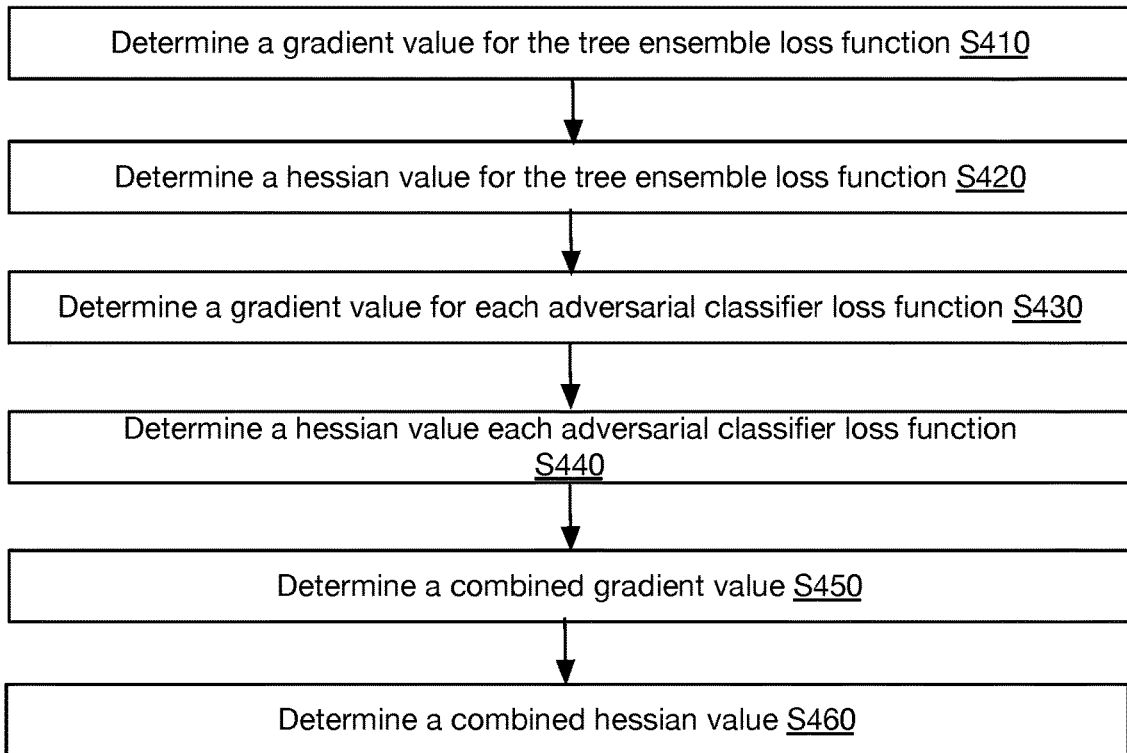 Determine a gradient value for the tree ensemble loss function S410
Determine a hessian value for the tree ensemble loss function S420
Determine a gradient value for each adversarial classifier loss function S430
Determine a hessian value each adversarial classifier loss function
S440
Determine a combined gradient value S450
Determine a combined hessian value S460